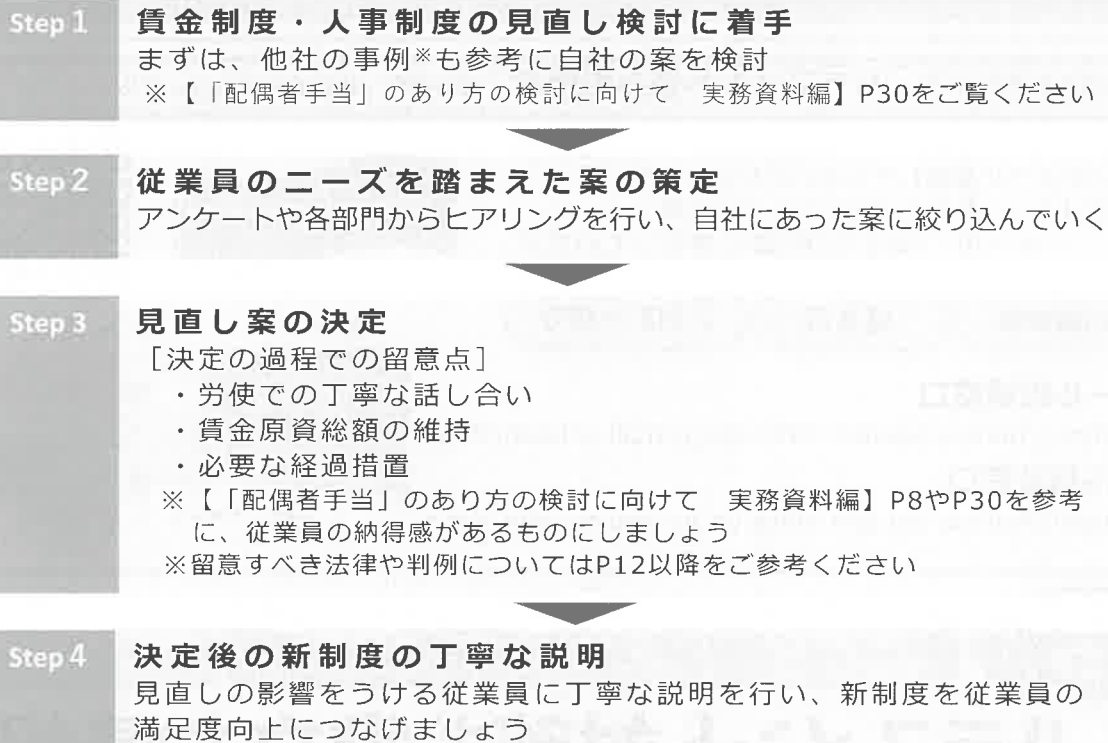 Step 1
賃金制度・人事制度の見直し検討に着手
まずは、他社の事例※も参考に自社の案を検討
※【「配偶者手当」のあり方の検討に向けて　実務資料編】P30をご覧ください
Step 2
従業員のニーズを踏まえた案の策定
アンケートや各部門からヒアリングを行い、自社にあった案に絞り込んでいく
Step 3
見直し案の決定
［決定の過程での留意点］
・労使での丁寧な話し合い
・賃金原資総額の維持
・必要な経過措置
※【「配偶者手当」のあり方の検討に向けて　実務資料編】P8やP30を参考
に、従業員の納得感があるものにしましょう
※留意すべき法律や判例についてはP12以降をご参考ください
Step 4
決定後の新制度の丁寧な説明
見直しの影響をうける従業員に丁寧な説明を行い、新制度を従業員の
満足度向上につなげましょう